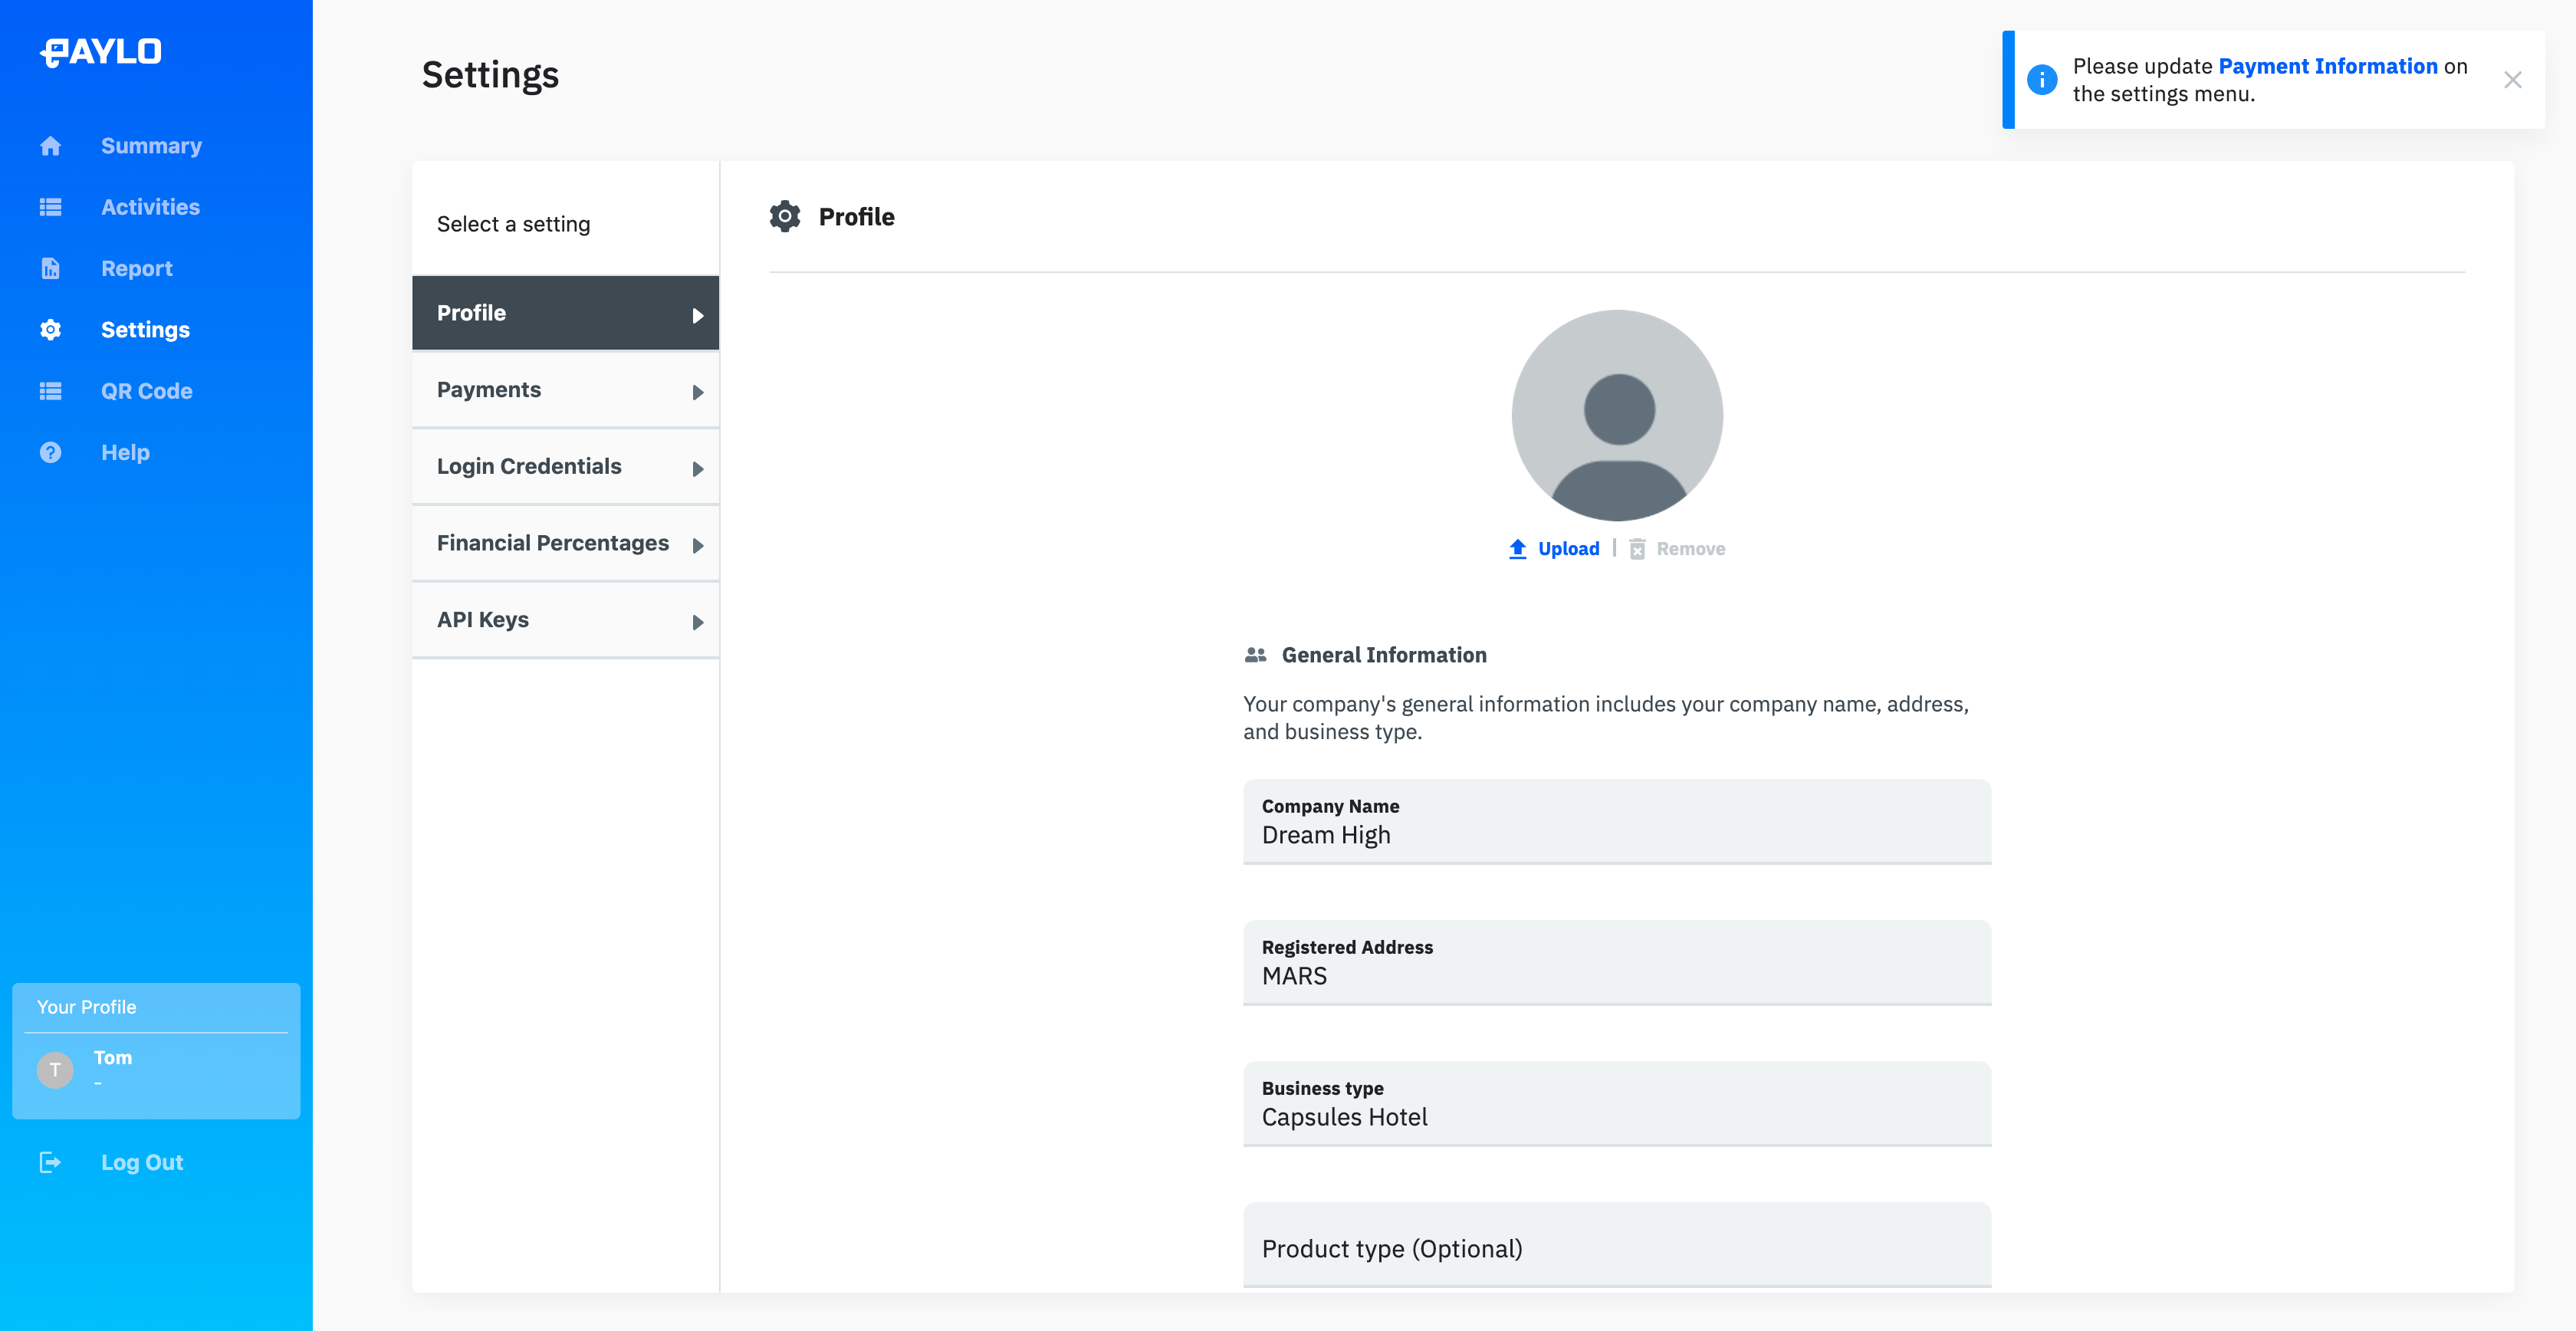 PAYLO
Summary
Activities
Report
Settings
QR Code
Help
Your Profile
T
Tom
-
Log Out
Settings
Please update Payment Information on
the settings menu.
Select a setting
Profile
Payments
Login Credentials
Financial Percentages
API Keys
Profile
Upload | Remove
General Information
Your company's general information includes your company name, address,
and business type.
Company Name
Dream High
Registered Address
MARS
Business type
Capsules Hotel
Product type (Optional)